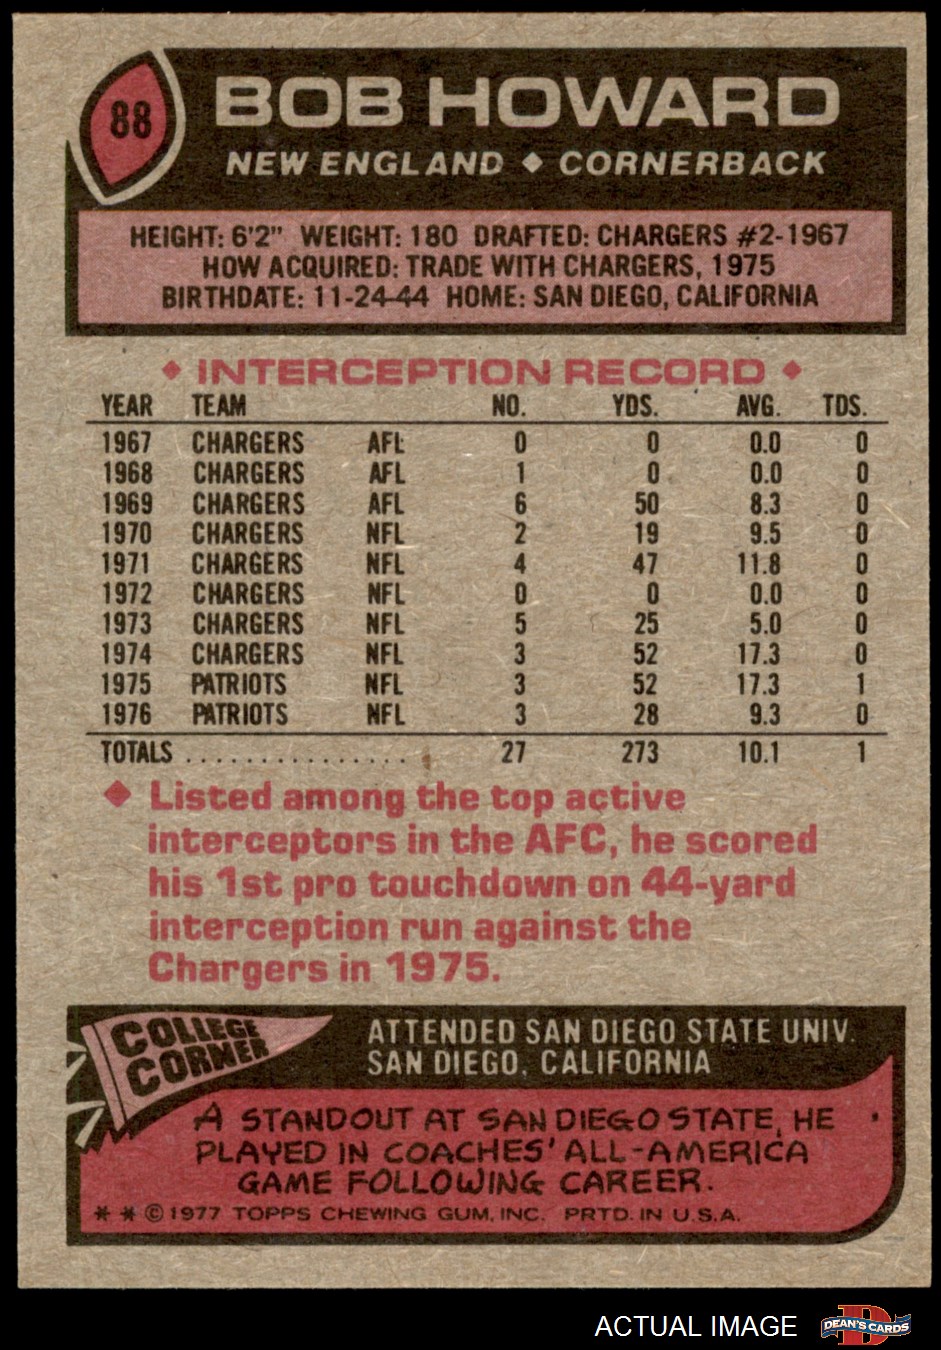 88
BOB HOWARD
NEW ENGLAND ◆ CORNERBACK
HEIGHT: 6'2" WEIGHT: 180 DRAFTED: CHARGERS #2-1967
HOW ACQUIRED: TRADE WITH CHARGERS, 1975
BIRTHDATE: 11-24-44 HOME: SAN DIEGO, CALIFORNIA
◆ INTERCEPTION RECORD ◆
YEAR TEAM NO. YDS. AVG. TDS.
1967 CHARGERS AFL 0 0 0.0 0
1968 CHARGERS AFL 1 0 0.0 0
1969 CHARGERS AFL 6 50 8.3 0
1970 CHARGERS NFL 2 19 9.5 0
1971 CHARGERS NFL 4 47 11.8 0
1972 CHARGERS NFL 0 0 0.0 0
1973 CHARGERS NFL 5 25 5.0 0
1974 CHARGERS NFL 3 52 17.3 0
1975 PATRIOTS NFL 3 52 17.3 1
1976 PATRIOTS NFL 3 28 9.3 0
TOTALS ............... 27 273 10.1 1
◆ Listed among the top active
interceptors in the AFC, he scored
his 1st pro touchdown on 44-yard
interception run against the
Chargers in 1975.
COLLEGE
CORNER
ATTENDED SAN DIEGO STATE UNIV.
SAN DIEGO, CALIFORNIA
A STANDOUT AT SAN DIEGO STATE, HE
PLAYED IN COACHES' ALL-AMERICA
GAME FOLLOWING CAREER.
* * © 1977 TOPPS CHEWING GUM, INC. PRTD. IN U.S.A.
ACTUAL IMAGE
D
DEAN'S CARDS